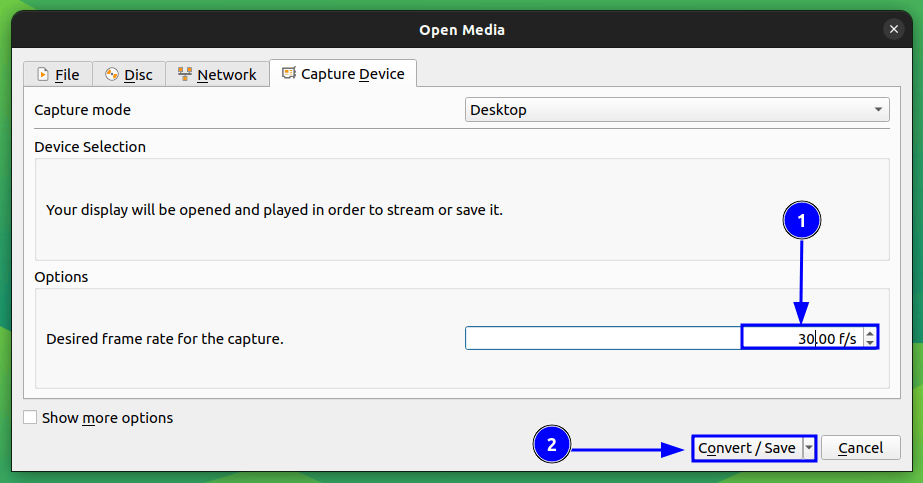 Open Media
File Disc Network Capture Device
Capture mode Desktop
Device Selection
Your display will be opened and played in order to stream or save it.
1
Options
Desired frame rate for the capture. 30.00 f/s
Show more options
2 Convert / Save Cancel